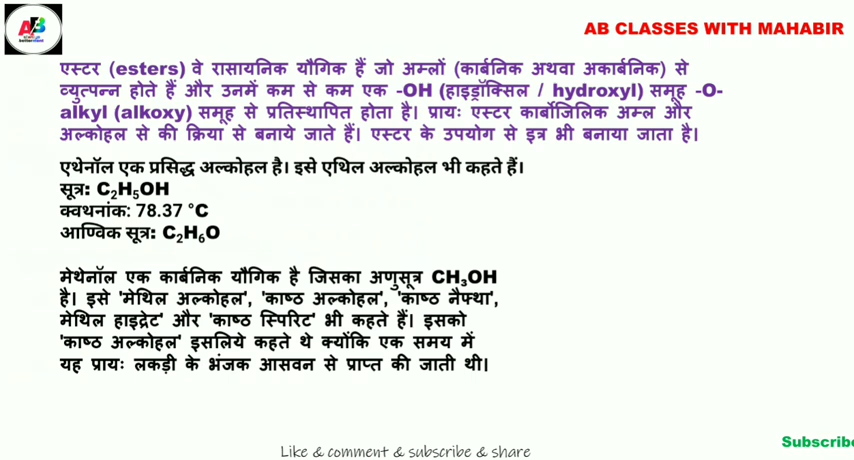 AB CLASSES WITH MAHABIR
एस्टर (esters) वे रासायनिक यौगिक हैं जो अम्लों (कार्बनिक अथवा अकार्बनिक) से
व्युत्पन्न होते हैं और उनमें कम से कम एक -OH (हाइड्रॉक्सिल / hydroxyl) समूह -O-
alkyl (alkoxy) समूह से प्रतिस्थापित होता है। प्रायः एस्टर कार्बोजिलिक अम्ल और
अल्कोहल से की क्रिया से बनाये जाते हैं। एस्टर के उपयोग से इत्र भी बनाया जाता है।
एथेनॉल एक प्रसिद्ध अल्कोहल है। इसे एथिल अल्कोहल भी कहते हैं।
सूत्र: C₂H₅OH
क्वथनांक: 78.37 °C
आण्विक सूत्र: C₂H₆O
मेथेनॉल एक कार्बनिक यौगिक है जिसका अणुसूत्र CH₃OH
है। इसे 'मेथिल अल्कोहल', 'काष्ठ अल्कोहल', 'काष्ठ नैफ्था',
मेथिल हाइद्रेट' और 'काष्ठ स्पिरिट' भी कहते हैं। इसको
'काष्ठ अल्कोहल' इसलिये कहते थे क्योंकि एक समय में
यह प्रायः लकड़ी के भंजक आसवन से प्राप्त की जाती थी।
Subscribe
Like & comment & subscribe & share